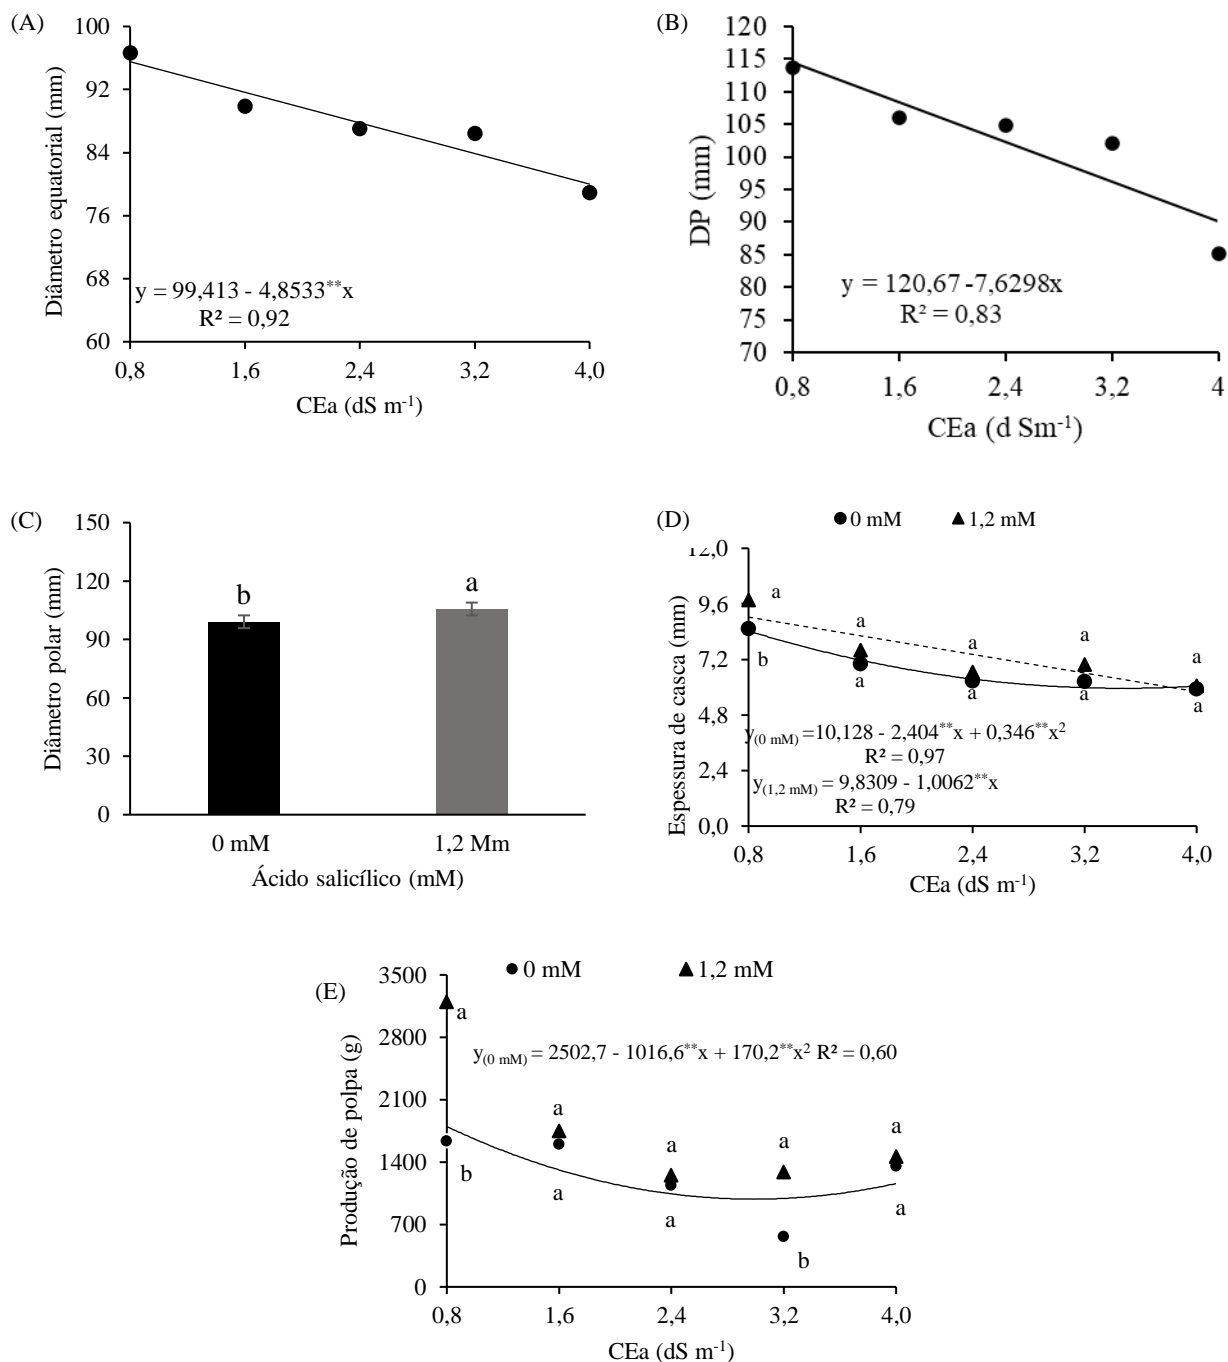 (A)
100
92
84
76
68
60
Diâmetro equatorial (mm)
y = 99,413 - 4,8533**x
R² = 0,92
0,8 1,6 2,4 3,2 4,0
CEa (dS m-1)
(B)
120
115
110
105
100
95
90
85
80
75
70
DP (mm)
y = 120,67 -7,6298x
R² = 0,83
0,8 1,6 2,4 3,2 4
CEa (d Sm-1)
(C)
150
120
90
60
30
0
Diâmetro polar (mm)
b a
0 mM 1,2 Mm
Ácido salicílico (mM)
(D)
0 mM 1,2 mM
12,0
9,6
7,2
4,8
2,4
0,0
Espessura de casca (mm)
a a a a a
b a a a a
y(0 mM) =10,128 - 2,404**x + 0,346**x2
R² = 0,97
y(1,2 mM) = 9,8309 - 1,0062**x
R² = 0,79
0,8 1,6 2,4 3,2 4,0
CEa (dS m-1)
(E)
0 mM 1,2 mM
3500
2800
2100
1400
700
0
Produção de polpa (g)
y(0 mM) = 2502,7 - 1016,6**x + 170,2**x2 R² = 0,60
a a a a a
b a a b a
0,8 1,6 2,4 3,2 4,0
CEa (dS m-1)